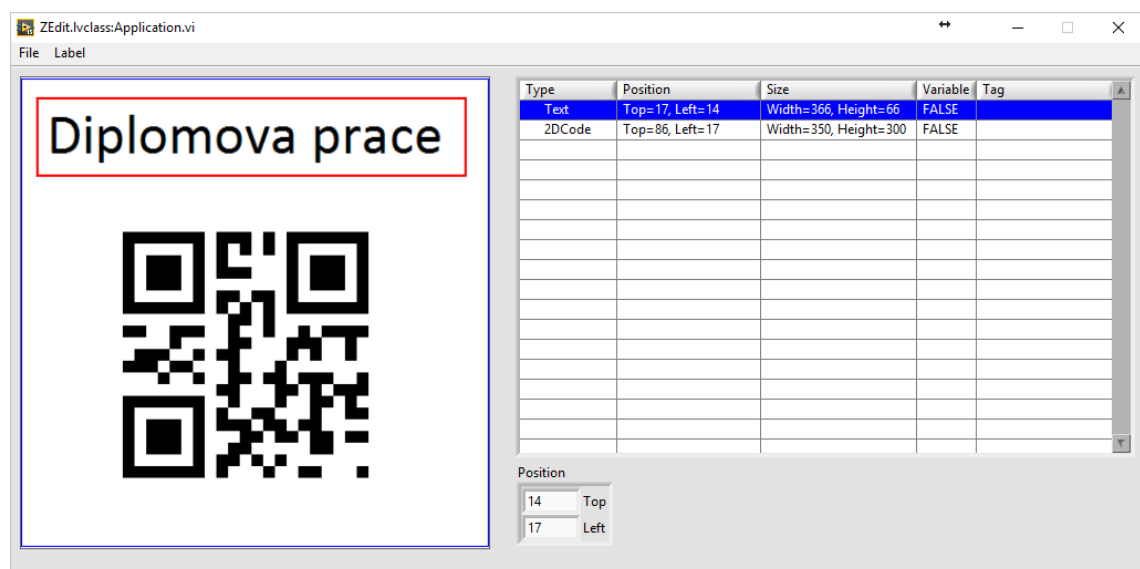 ZEdit.lvclass:Application.vi
File Label
Diplomova prace
Type Position Size Variable Tag
Text Top=17, Left=14 Width=366, Height=66 FALSE
2DCode Top=86, Left=17 Width=350, Height=300 FALSE
Position
14 Top
17 Left